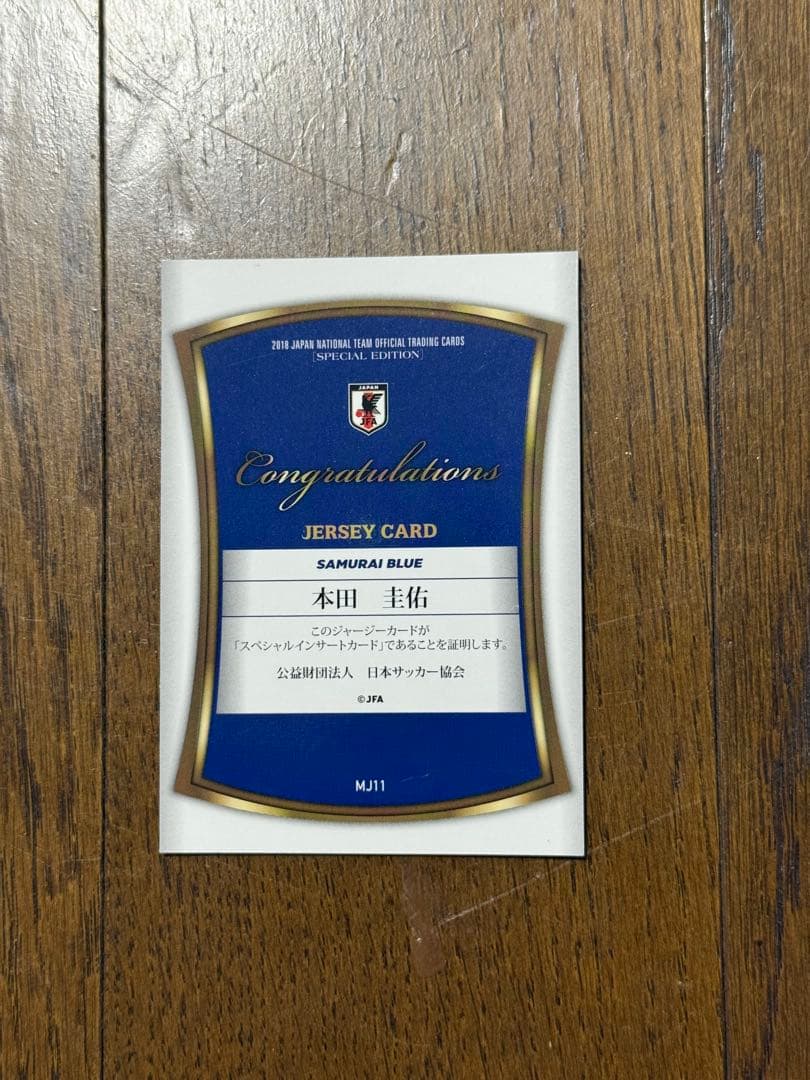 2018 JAPAN NATIONAL TEAM OFFICIAL TRADING CARDS
[SPECIAL EDITION]
JAPAN
JFA
Congratulations
JERSEY CARD
SAMURAI BLUE
本田 圭佑
このジャージーカードが
「スペシャルインサートカード」であることを証明します。
公益財団法人 日本サッカー協会
©JFA
MJ11